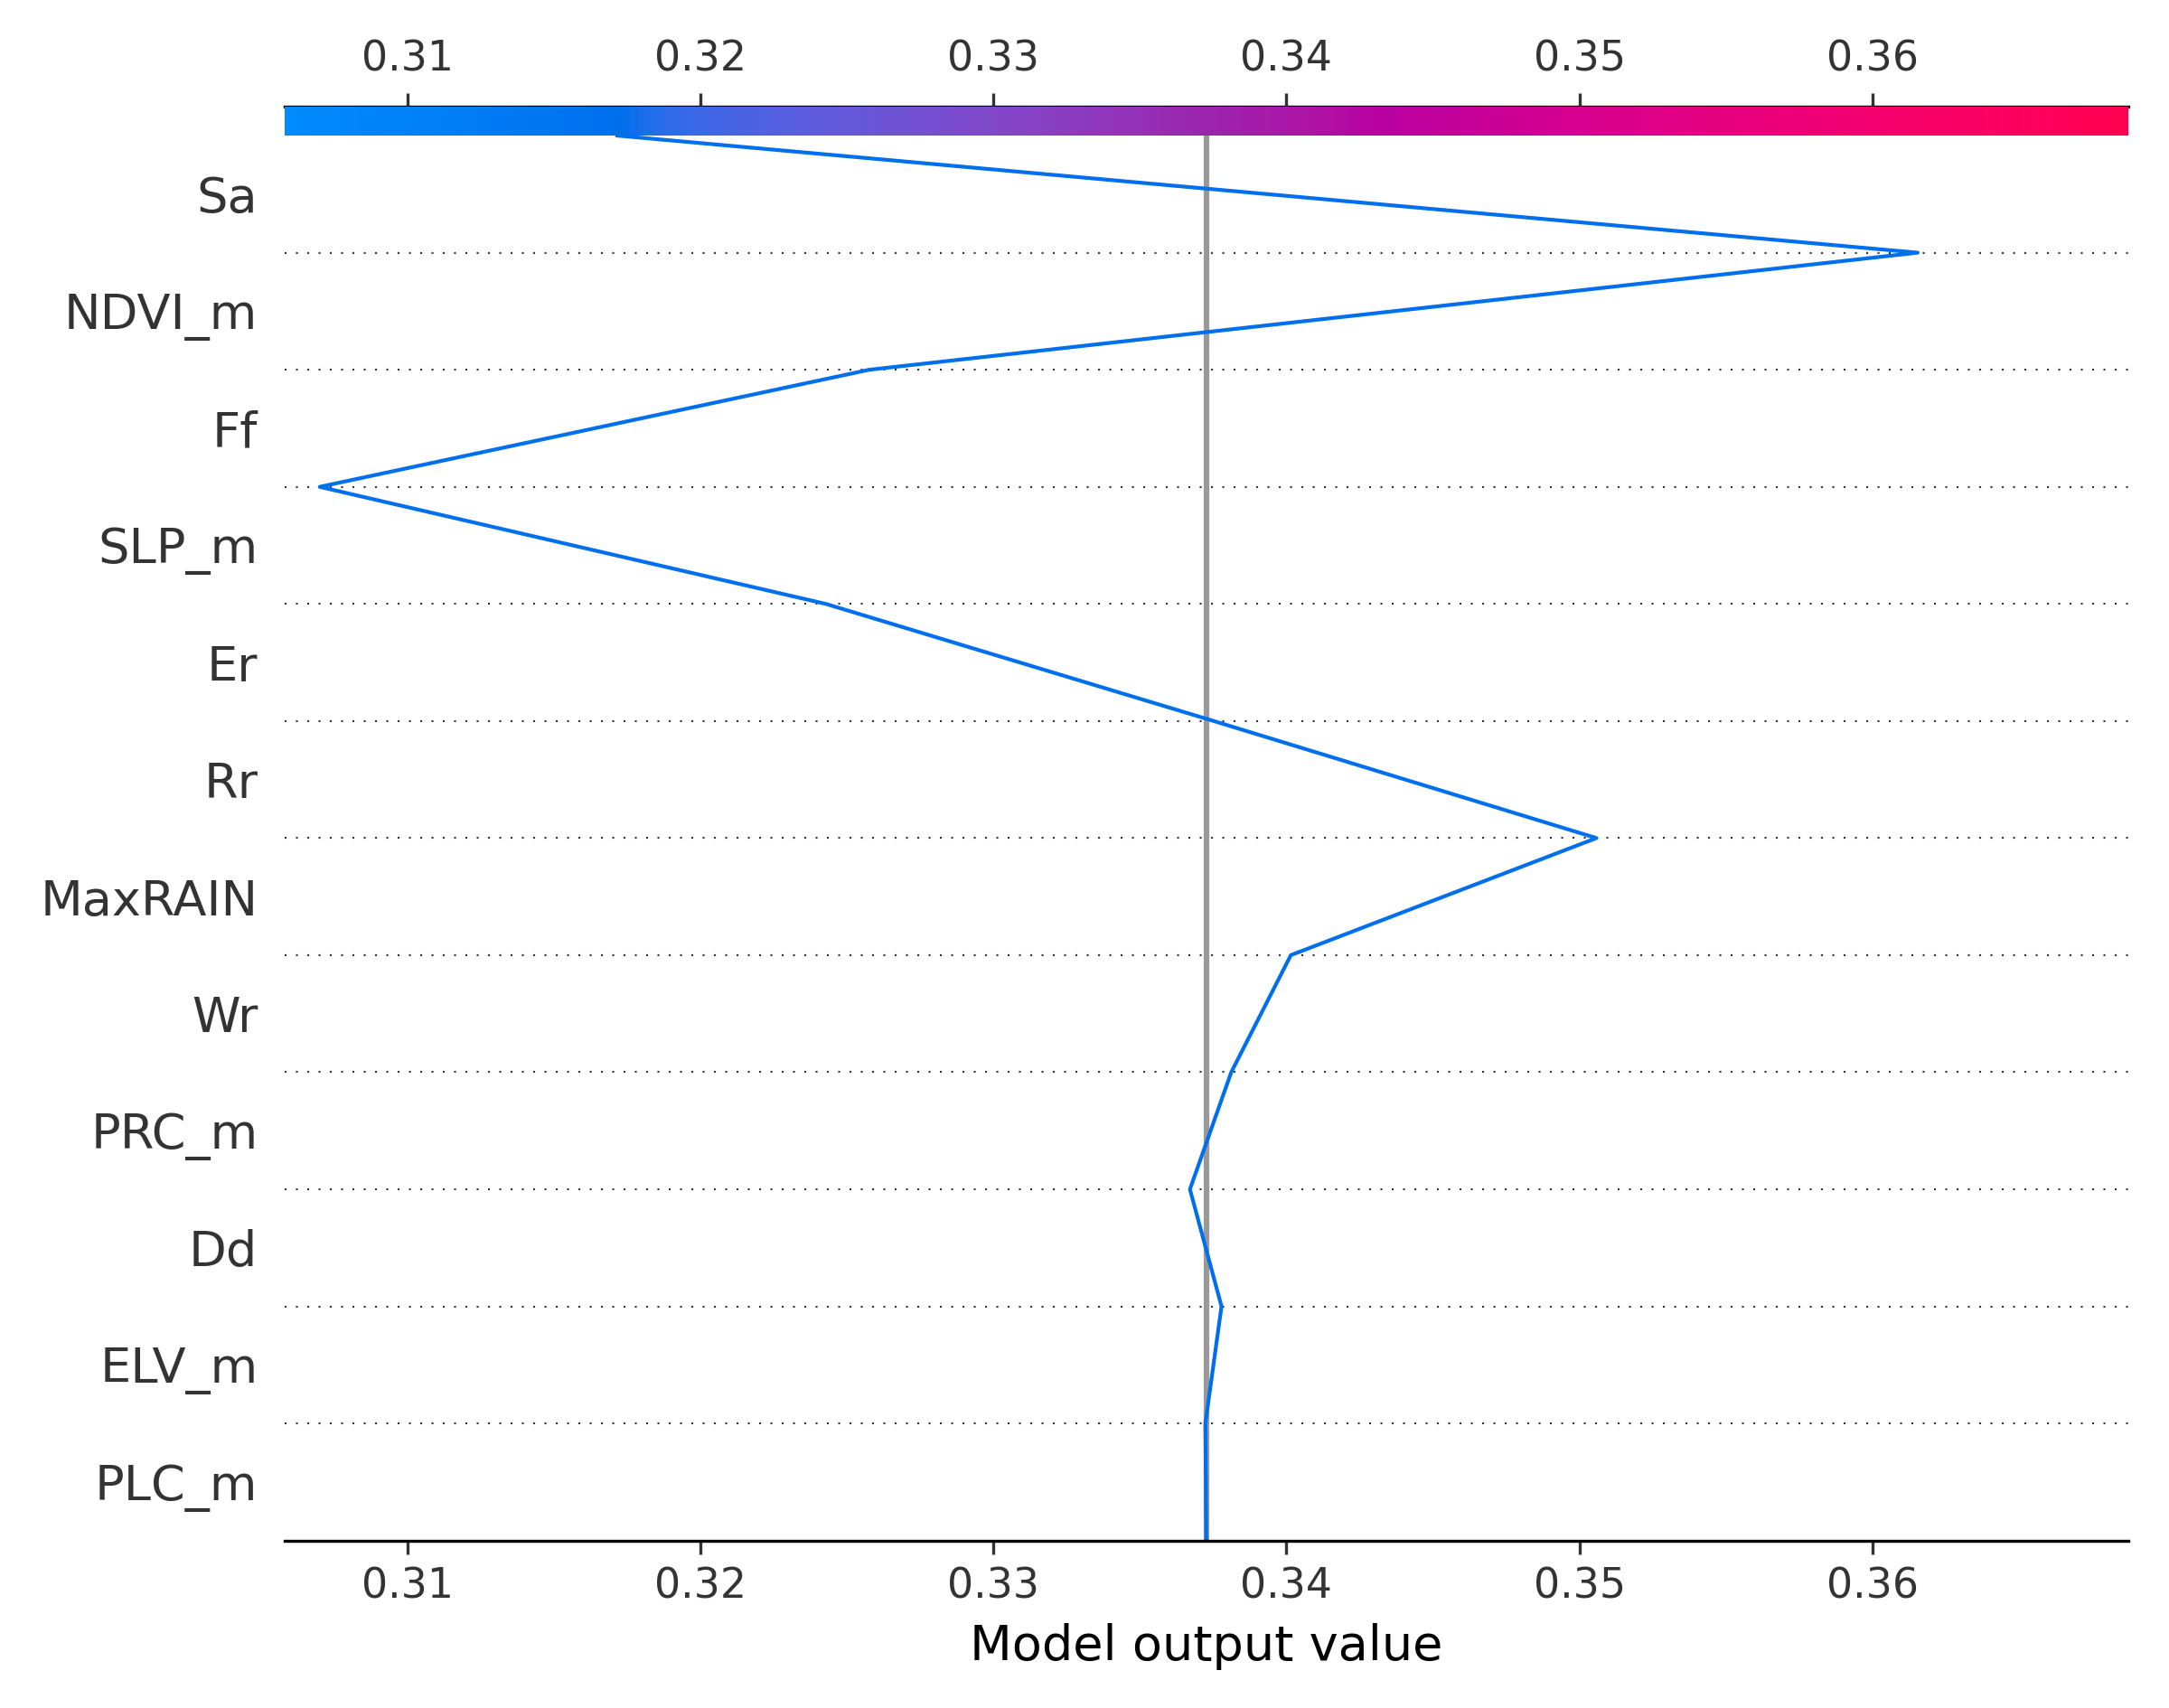 0.31 0.32 0.33 0.34 0.35 0.36
Sa
NDVI_m
Ff
SLP_m
Er
Rr
MaxRAIN
Wr
PRC_m
Dd
ELV_m
PLC_m
0.31 0.32 0.33 0.34 0.35 0.36
Model output value